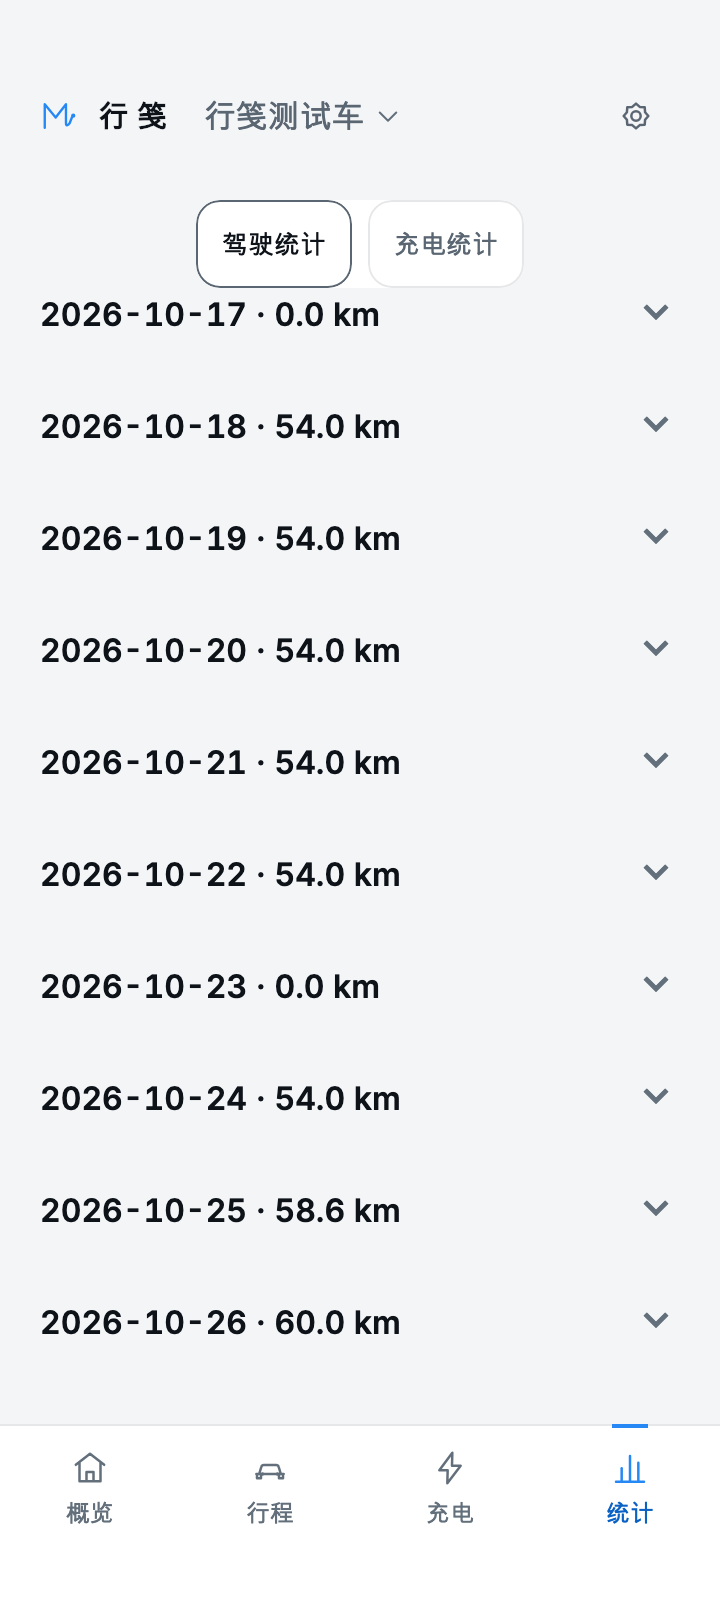 行笺 行笺测试车
驾驶统计 充电统计
2026-10-17 · 0.0 km
2026-10-18 · 54.0 km
2026-10-19 · 54.0 km
2026-10-20 · 54.0 km
2026-10-21 · 54.0 km
2026-10-22 · 54.0 km
2026-10-23 · 0.0 km
2026-10-24 · 54.0 km
2026-10-25 · 58.6 km
2026-10-26 · 60.0 km
概览 行程 充电 统计